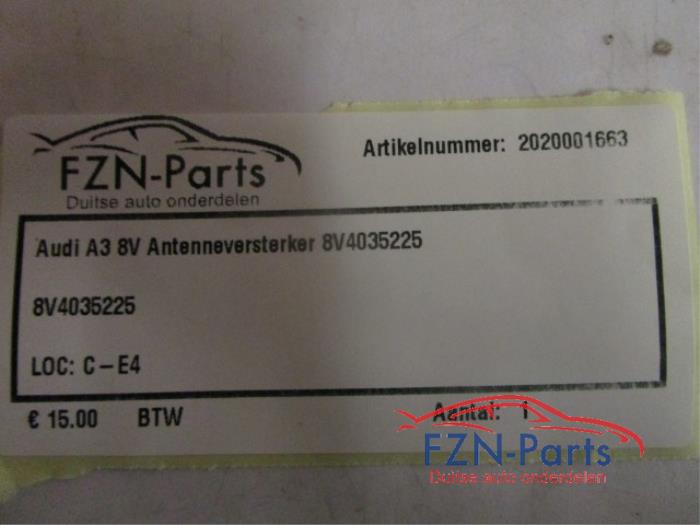 FZN-Parts
Duitse auto onderdelen
Artikelnummer: 2020001663
Audi A3 8V Antenneversterker 8V4035225
8V4035225
LOC: C-E4
€ 15.00 BTW Aantal: 1
FZN-Parts
Duitse auto onderdelen